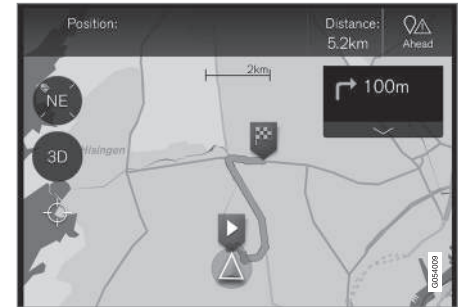 Position:
Distance:
5.2km
Ahead
2km
100m
NE
3D
Hisingen
G054009